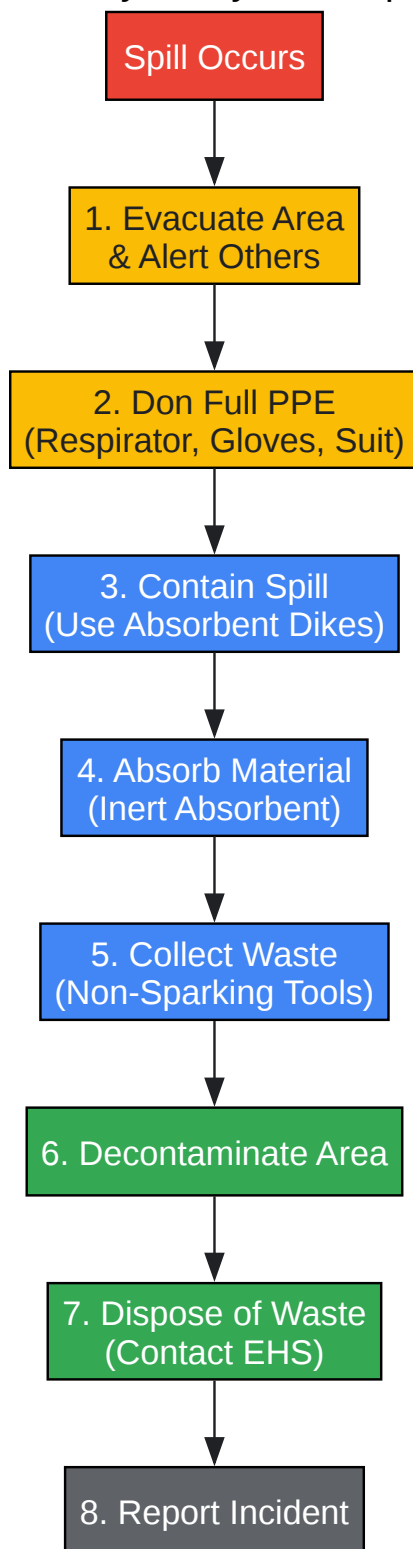 Spill Occurs
1. Evacuate Area
& Alert Others
2. Don Full PPE
(Respirator, Gloves, Suit)
3. Contain Spill
(Use Absorbent Dikes)
4. Absorb Material
(Inert Absorbent)
5. Collect Waste
(Non-Sparking Tools)
6. Decontaminate Area
7. Dispose of Waste
(Contact EHS)
8. Report Incident